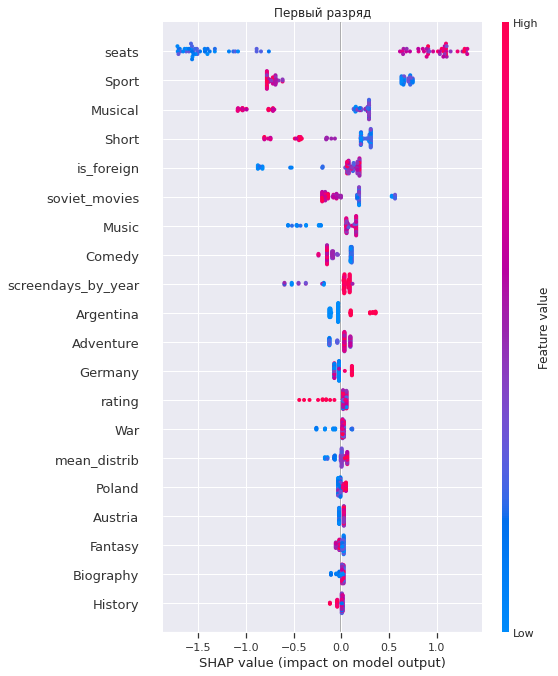 Первый разряд
High
seats
Sport
Musical
Short
is_foreign
soviet_movies
Music
Comedy
screendays_by_year
Argentina
Adventure
Germany
rating
War
mean_distrib
Poland
Austria
Fantasy
Biography
History
Feature value
Low
−1.5 −1.0 −0.5 0.0 0.5 1.0
SHAP value (impact on model output)